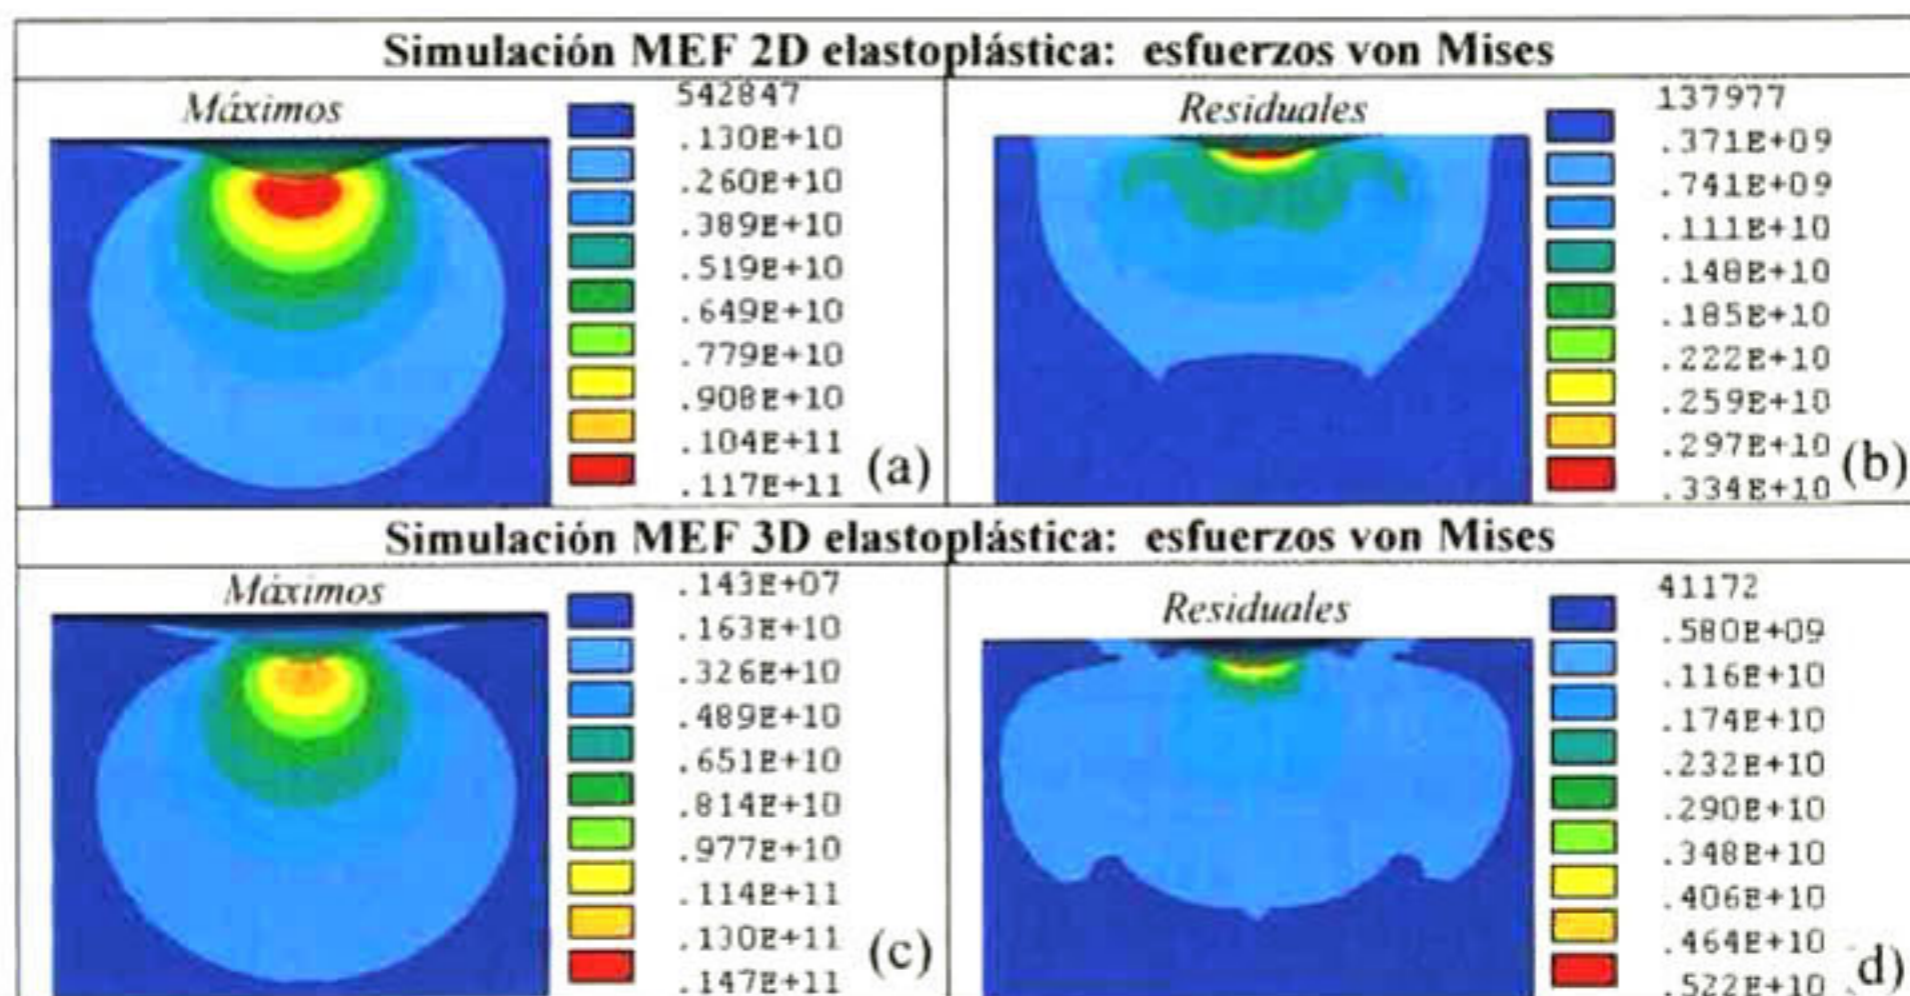 Simulación MEF 2D elastoplástica: esfuerzos von Mises
Máximos
542847
.130E+10
.260E+10
.389E+10
.519E+10
.649E+10
.779E+10
.908E+10
.104E+11
.117E+11
(a)
Residuales
137977
.371E+09
.741E+09
.111E+10
.148E+10
.185E+10
.222E+10
.259E+10
.297E+10
.334E+10
(b)
Simulación MEF 3D elastoplástica: esfuerzos von Mises
Máximos
.143E+07
.163E+10
.326E+10
.489E+10
.651E+10
.814E+10
.977E+10
.114E+11
.130E+11
.147E+11
(c)
Residuales
41172
.580E+09
.116E+10
.174E+10
.232E+10
.290E+10
.348E+10
.406E+10
.464E+10
.522E+10
d)